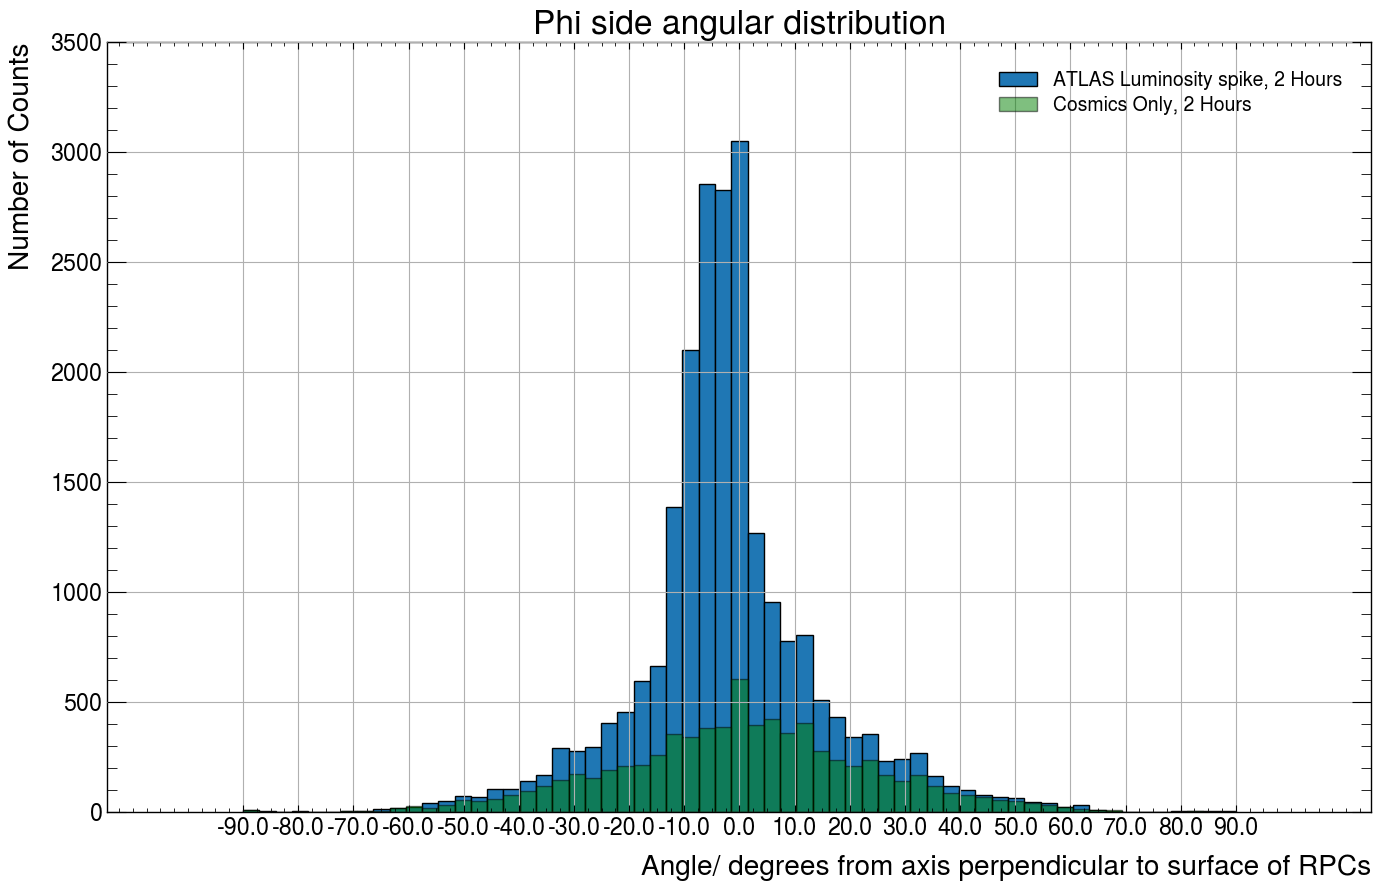 Phi side angular distribution
Number of Counts
3500
3000
2500
2000
1500
1000
500
0
ATLAS Luminosity spike, 2 Hours
Cosmics Only, 2 Hours
-90.0 -80.0 -70.0 -60.0 -50.0 -40.0 -30.0 -20.0 -10.0 0.0 10.0 20.0 30.0 40.0 50.0 60.0 70.0 80.0 90.0
Angle/ degrees from axis perpendicular to surface of RPCs